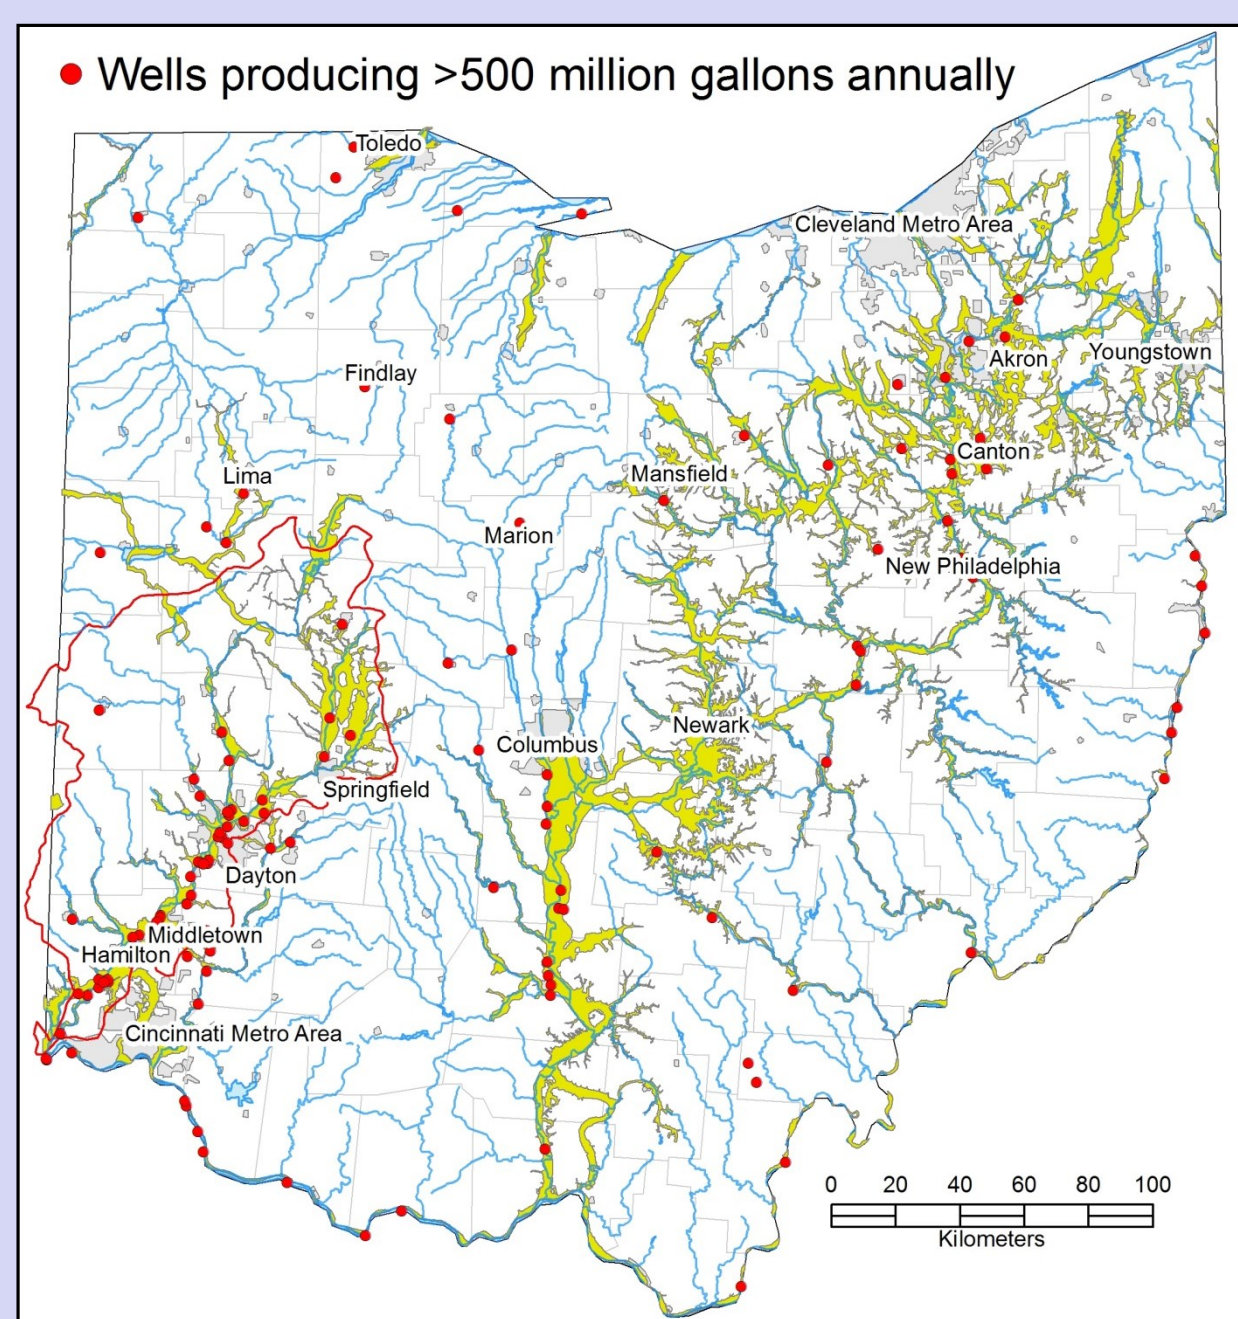 Wells producing >500 million gallons annually
Toledo
Cleveland Metro Area
Akron
Youngstown
Findlay
Canton
Lima
Mansfield
Marion
New Philadelphia
Newark
Columbus
Springfield
Dayton
Middletown
Hamilton
Cincinnati Metro Area
0 20 40 60 80 100
Kilometers